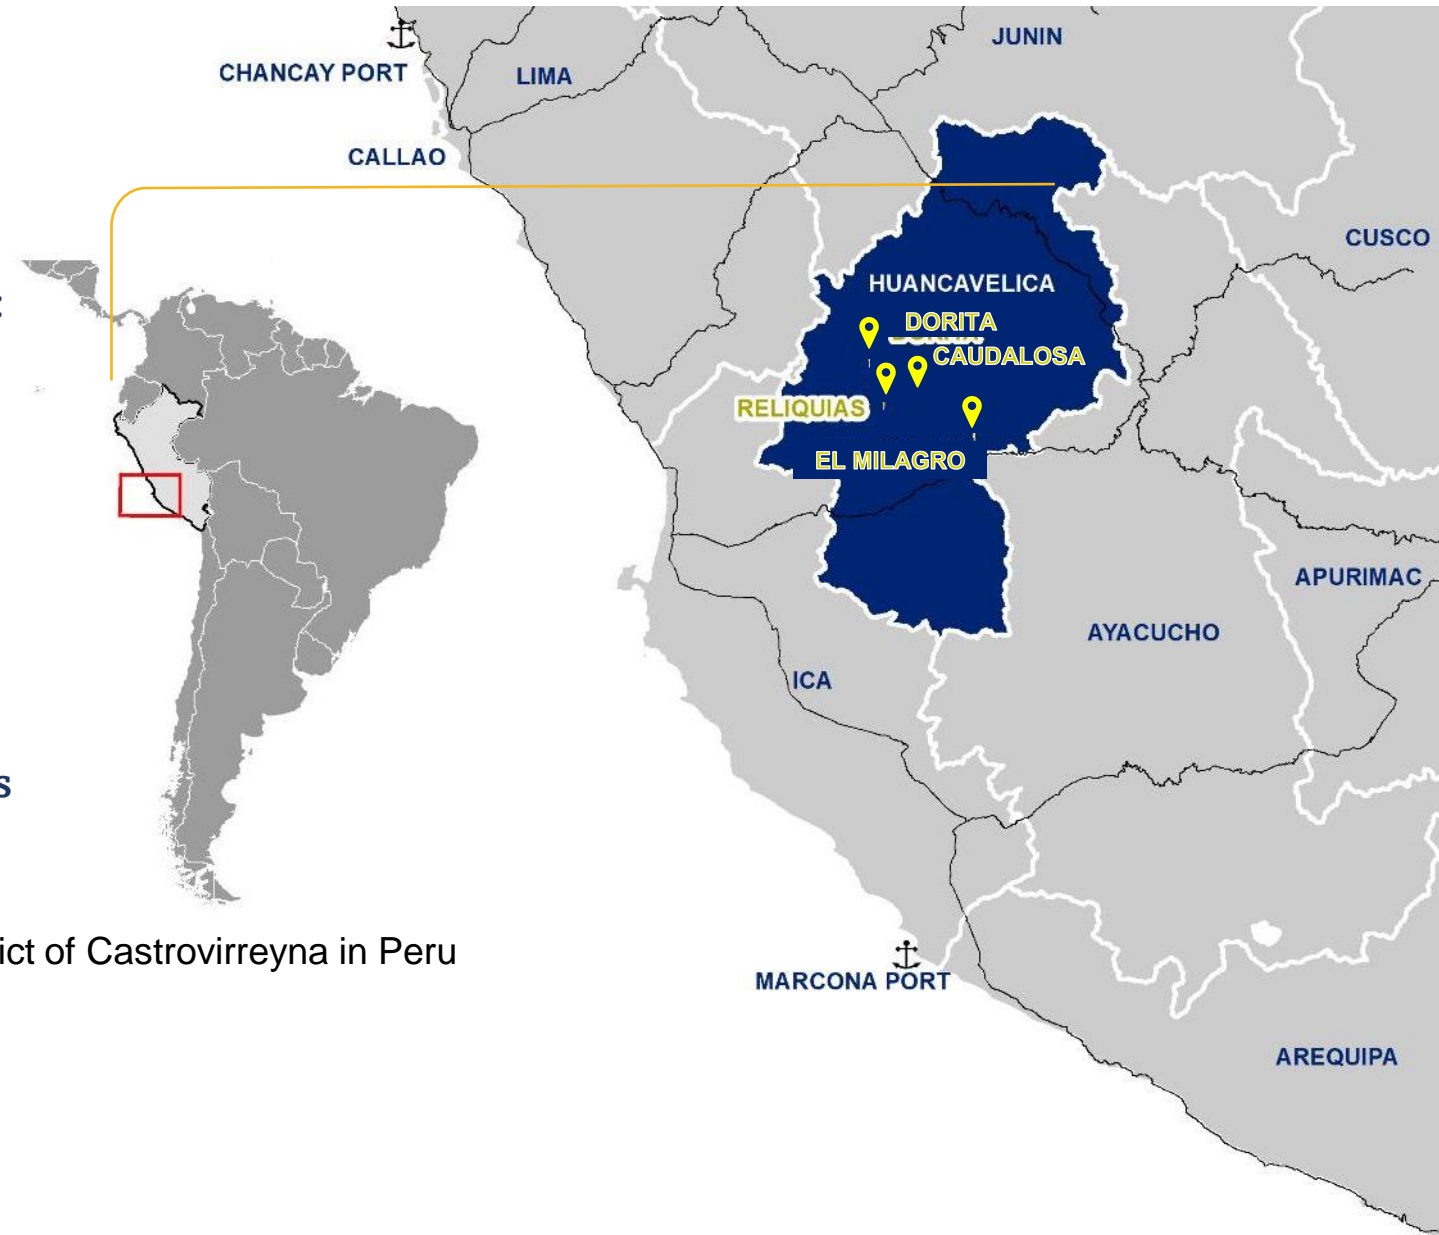 JUNIN
CHANCAY PORT
LIMA
CALLAO
CUSCO
HUANCAVELICA
:
DORITA
CAUDALOSA
RELIQUIAS
EL MILAGRO
APURIMAC
AYACUCHO
ICA
s
ict of Castrovirreyna in Peru
MARCONA PORT
AREQUIPA